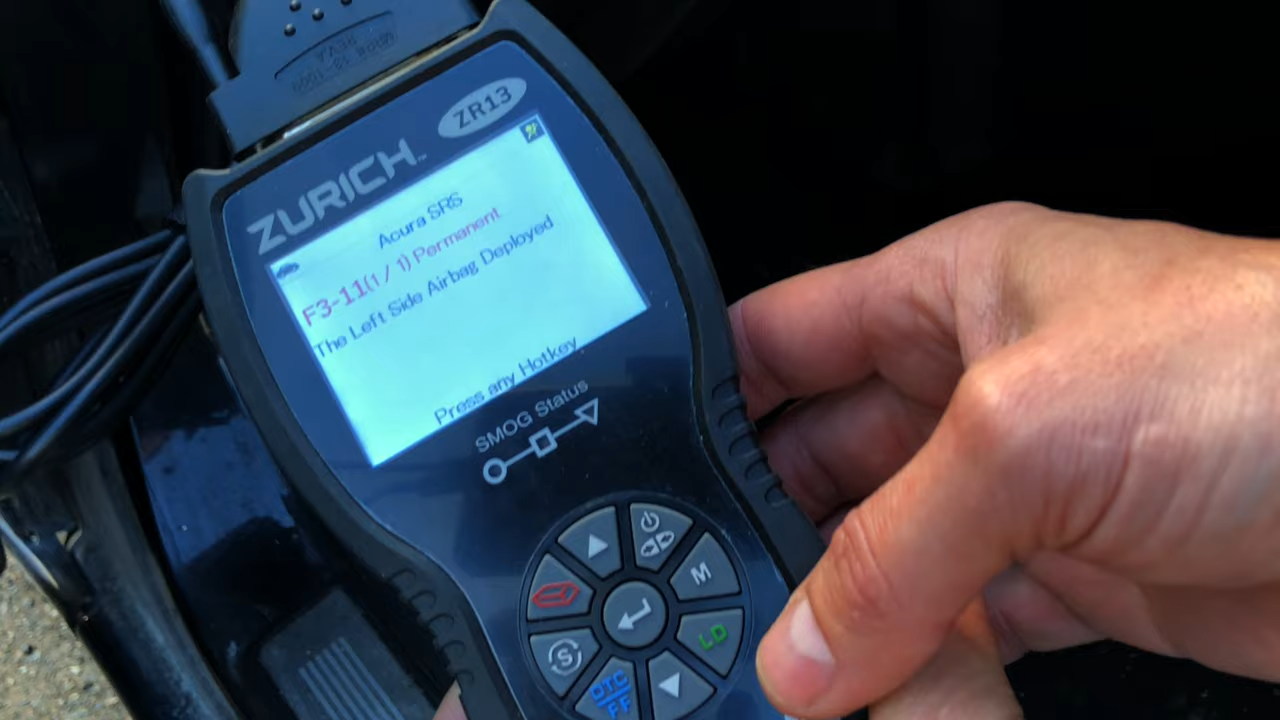 ZR13
ZURICH™
Acura SRS
F3-11(1 / 1) Permanent
The Left Side Airbag Deployed
Press any Hotkey
SMOG Status
M
LD
S
DTC
FF